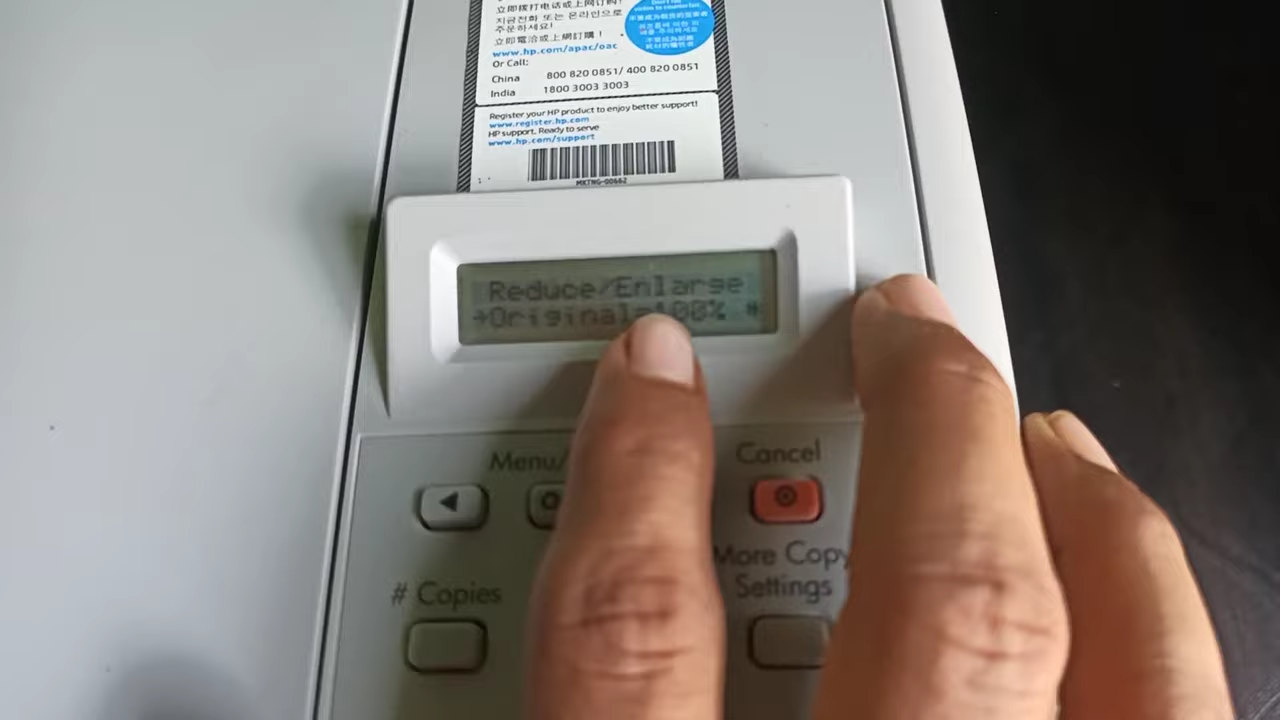 立即拨打电话或上网订购!
지금전화 또는 온라인으로
주문하세요!
立即電洽或上網訂購！
www.hp.com/apac/oac
Or Call:
China 800 820 0851/ 400 820 0851
India 1800 3003 3003
Register your HP product to enjoy better support!
www.register.hp.com
HP support. Ready to serve
www.hp.com/support
MXTNG-00662
Reduce/Enlarge
→Original=100% *
Menu/
Cancel
More Copy
Settings
# Copies